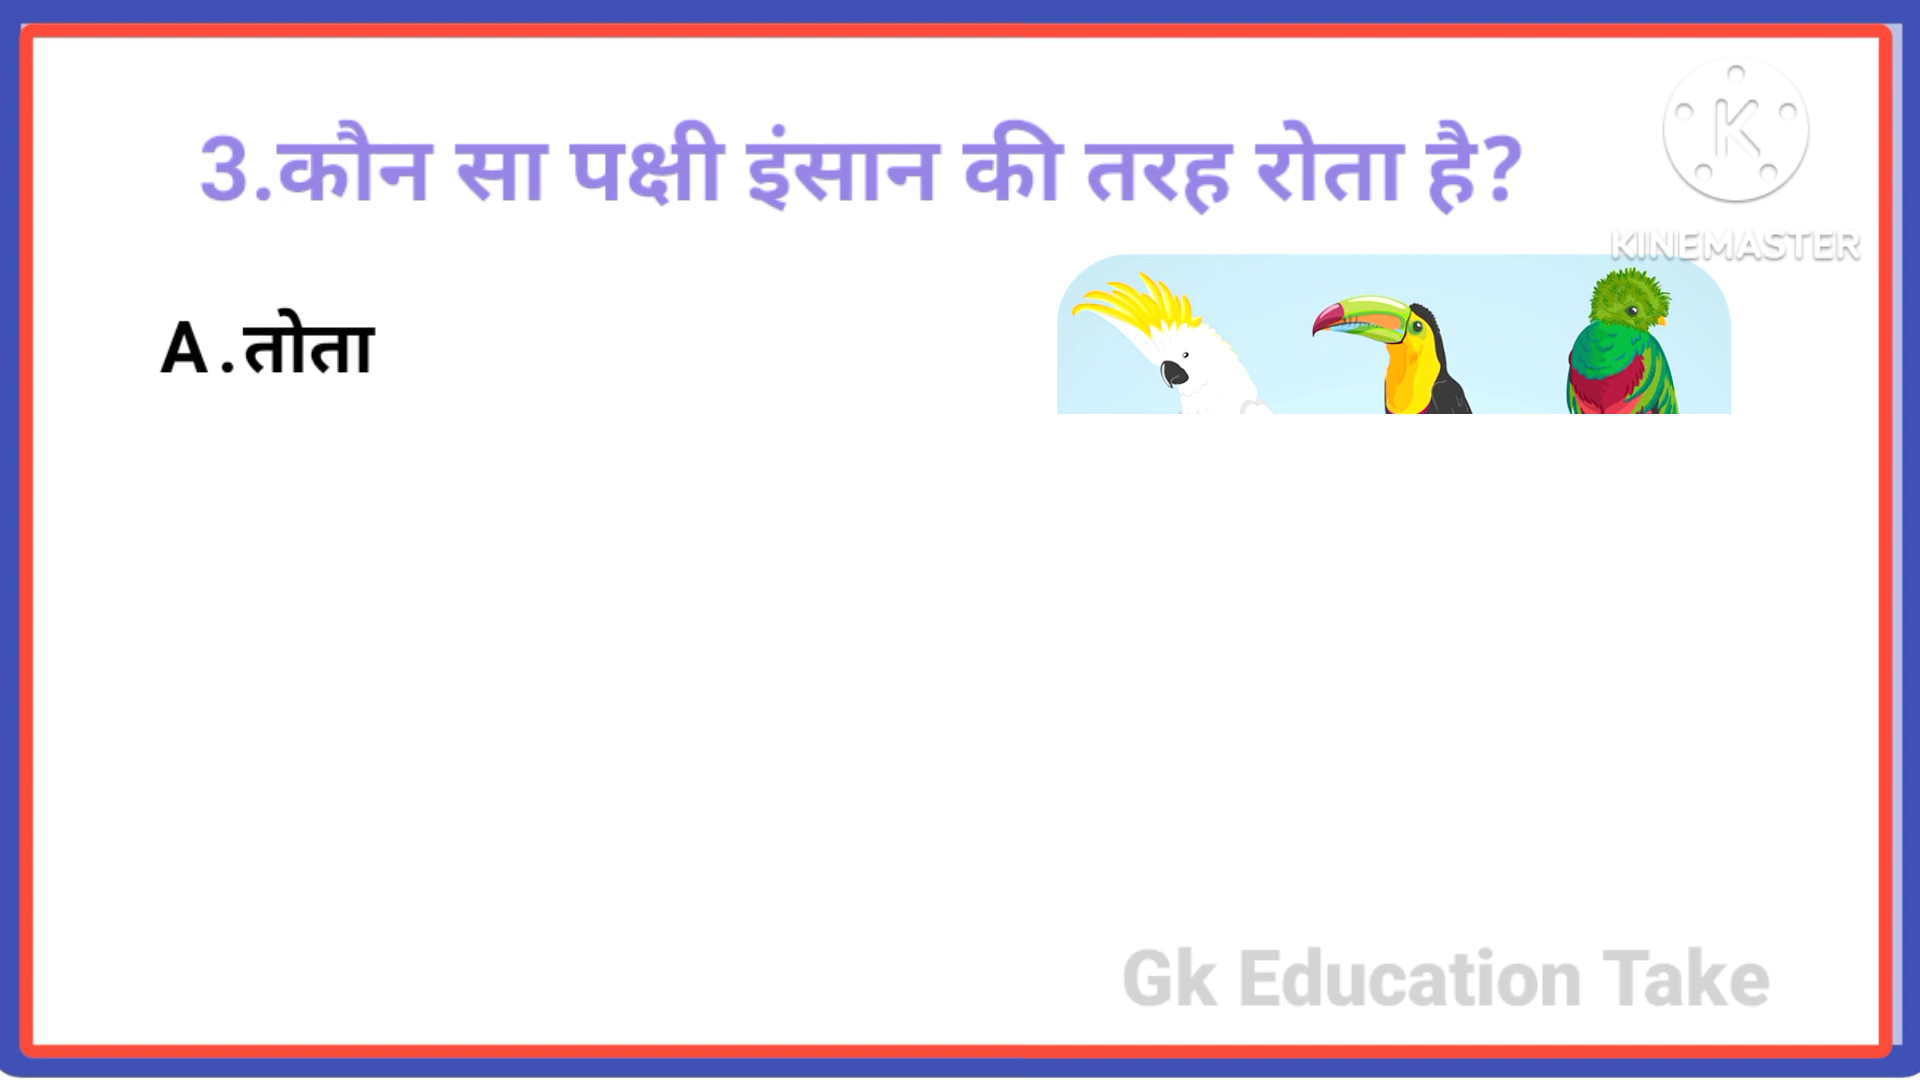 3.कौन सा पक्षी इंसान की तरह रोता है?
K
KINEMASTER
A.तोता
Gk Education Take